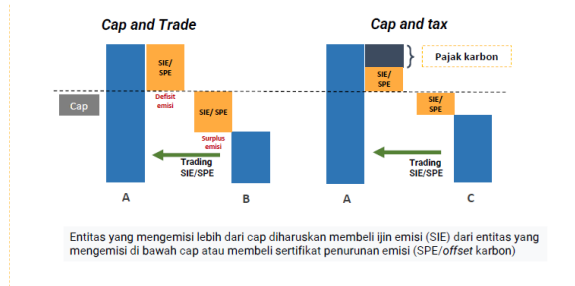 Cap and Trade
Cap and tax
SIE/
SPE
SIE/
SPE
Pajak karbon
Cap
Defisit
emisi
SIE/ SPE
SIE/
SPE
Surplus
emisi
Trading
SIE/SPE
Trading
SIE/SPE
A
B
A
C
Entitas yang mengemisi lebih dari cap diharuskan membeli ijin emisi (SIE) dari entitas yang
mengemisi di bawah cap atau membeli sertifikat penurunan emisi (SPE/offset karbon)